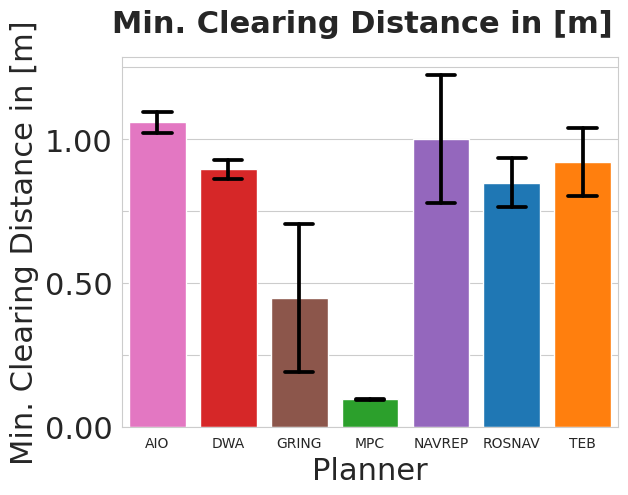 Min. Clearing Distance in [m]
Min. Clearing Distance in [m]
1.00
0.50
0.00
AIO DWA GRING MPC NAVREP ROSNAV TEB
Planner